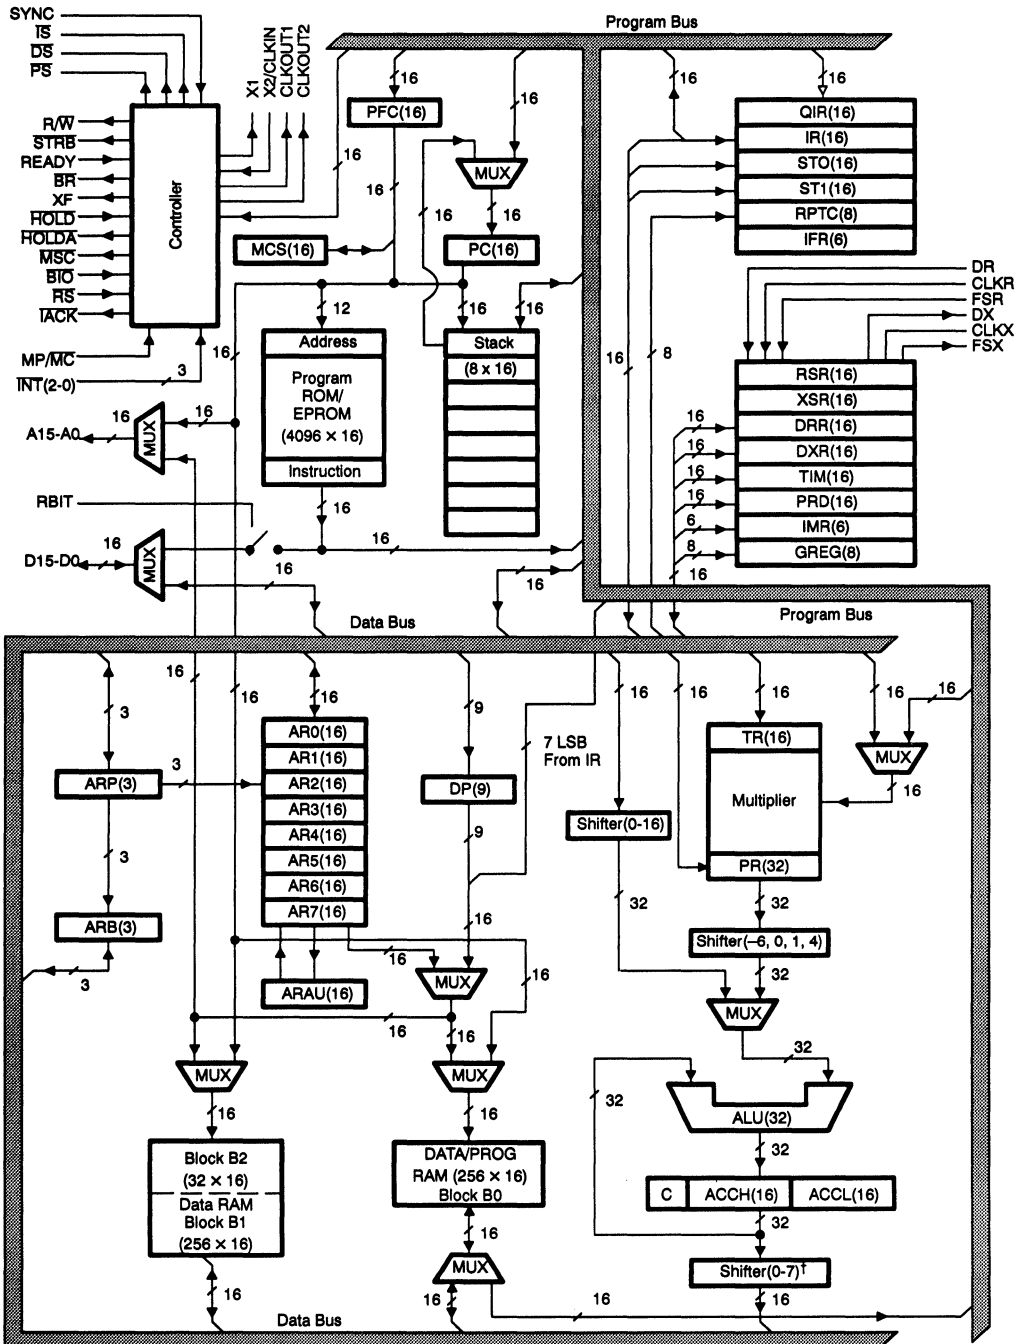 SYNC
IS
DS
PS
X1
X2/CLKIN
CLKOUT1
CLKOUT2
Program Bus
R/W
STRB
READY
BR
XF
HOLD
HOLDA
MSC
BIO
RS
IACK
Controller
MP/MC
INT(2-0)
3
16
PFC(16)
16
16
16
MUX
16
16
MCS(16)
PC(16)
16
16
12
16
Address
Program
ROM/
EPROM
(4096 × 16)
Instruction
16
Stack
(8 x 16)
16
16
QIR(16)
IR(16)
STO(16)
ST1(16)
RPTC(8)
IFR(6)
DR
CLKR
FSR
DX
CLKX
FSX
16
8
RSR(16)
XSR(16)
16
DRR(16)
16
DXR(16)
16
TIM(16)
16
PRD(16)
6
IMR(6)
8
GREG(8)
16
A15-A0
16
MUX
16
RBIT
D15-D0
16
MUX
16
16
16
Data Bus
Program Bus
16
16
3
ARP(3)
3
3
ARB(3)
3
16
AR0(16)
AR1(16)
AR2(16)
AR3(16)
AR4(16)
AR5(16)
AR6(16)
AR7(16)
ARAU(16)
16
9
DP(9)
9
7 LSB
From IR
16
MUX
16
16
16
16
Shifter(0-16)
32
16
16
TR(16)
Multiplier
PR(32)
32
Shifter(–6, 0, 1, 4)
32
16
16
MUX
16
MUX
32
MUX
16
MUX
16
Block B2
(32 × 16)
Data RAM
Block B1
(256 × 16)
16
DATA/PROG
RAM (256 × 16)
Block B0
16
MUX
16
16
32
ALU(32)
32
C
ACCH(16)
ACCL(16)
32
Shifter(0-7)†
16
Data Bus